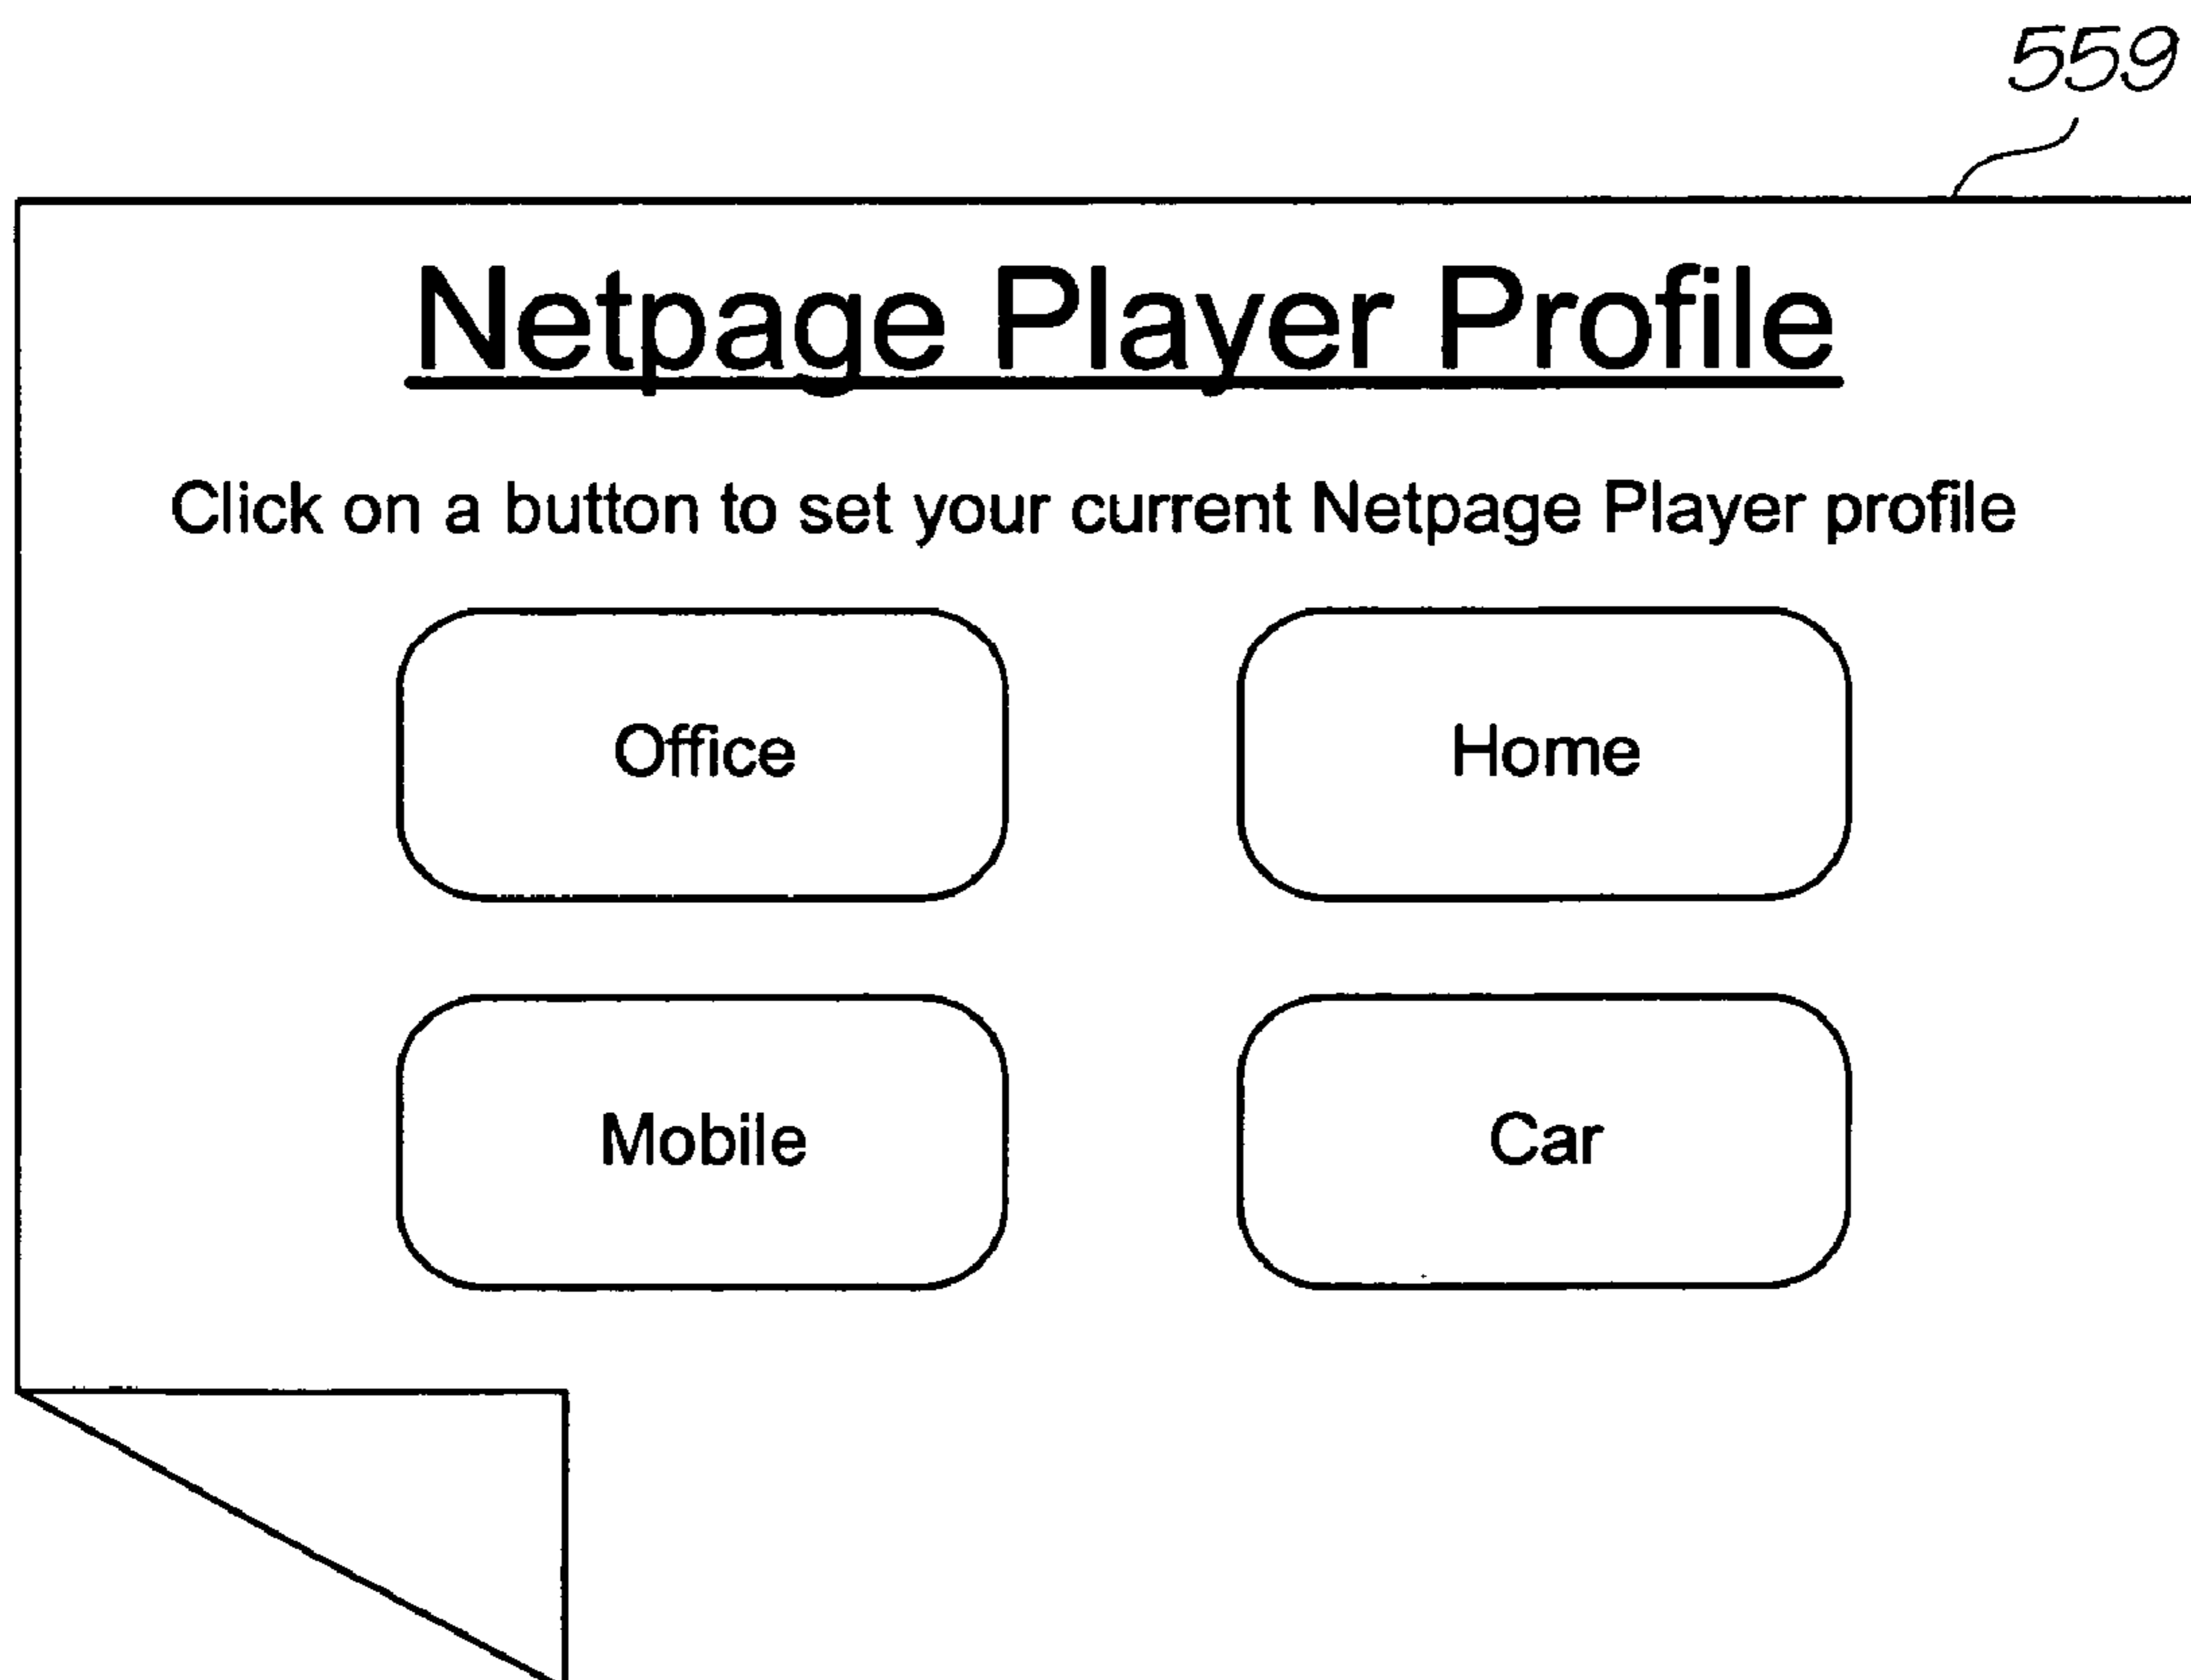 559
Netpage Player Profile
Click on a button to set your current Netpage Player profile
Office Home
Mobile Car